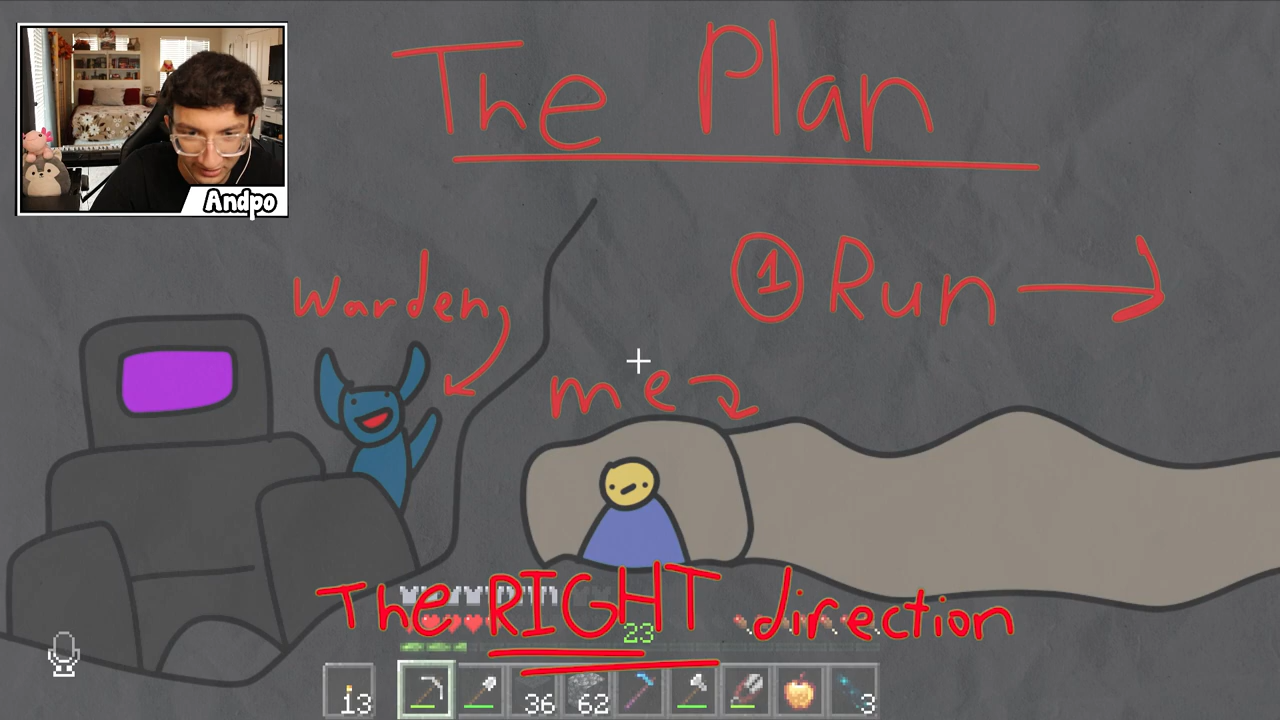 The Plan
Andpo
① Run →
Warden
me
The RIGHT direction
23
13
36
62
3